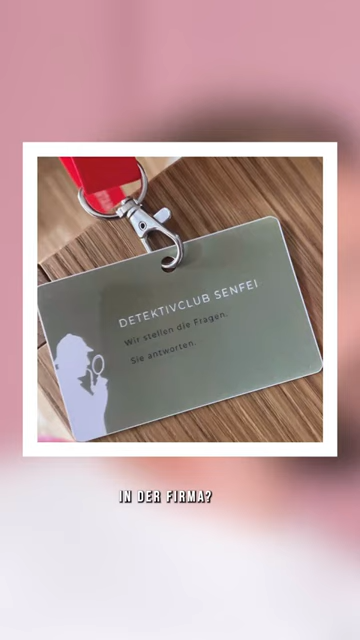 DETEKTIVCLUB SENFEI
Wir stellen die Fragen.
Sie antworten.
IN DER FIRMA?